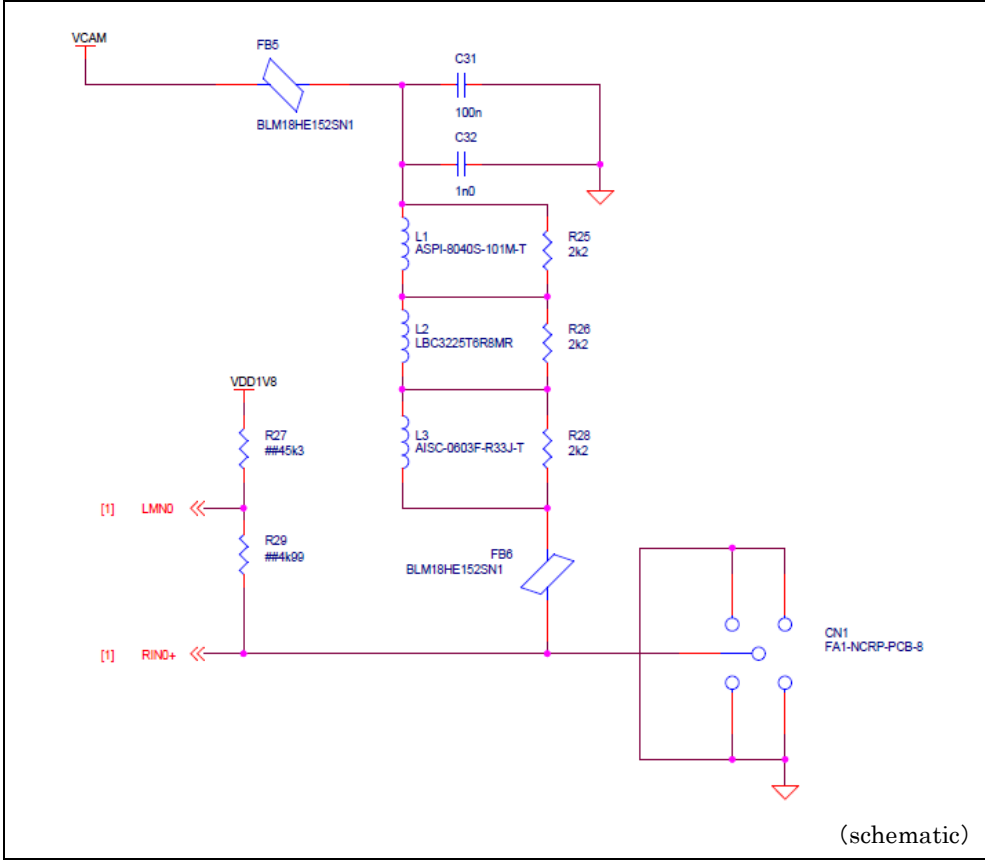 VCAM
FB5
BLM18HE152SN1
C31
100n
C32
1n0
L1
ASPI-8040S-101M-T
R25
2k2
L2
LBC3225T6R8MR
R26
2k2
VDD1V8
R27
##45k3
L3
AISC-0603F-R33J-T
R28
2k2
[1] LMN0
R29
##4k99
FB6
BLM18HE152SN1
CN1
FA1-NCRP-PCB-8
[1] RIN0+
(schematic)